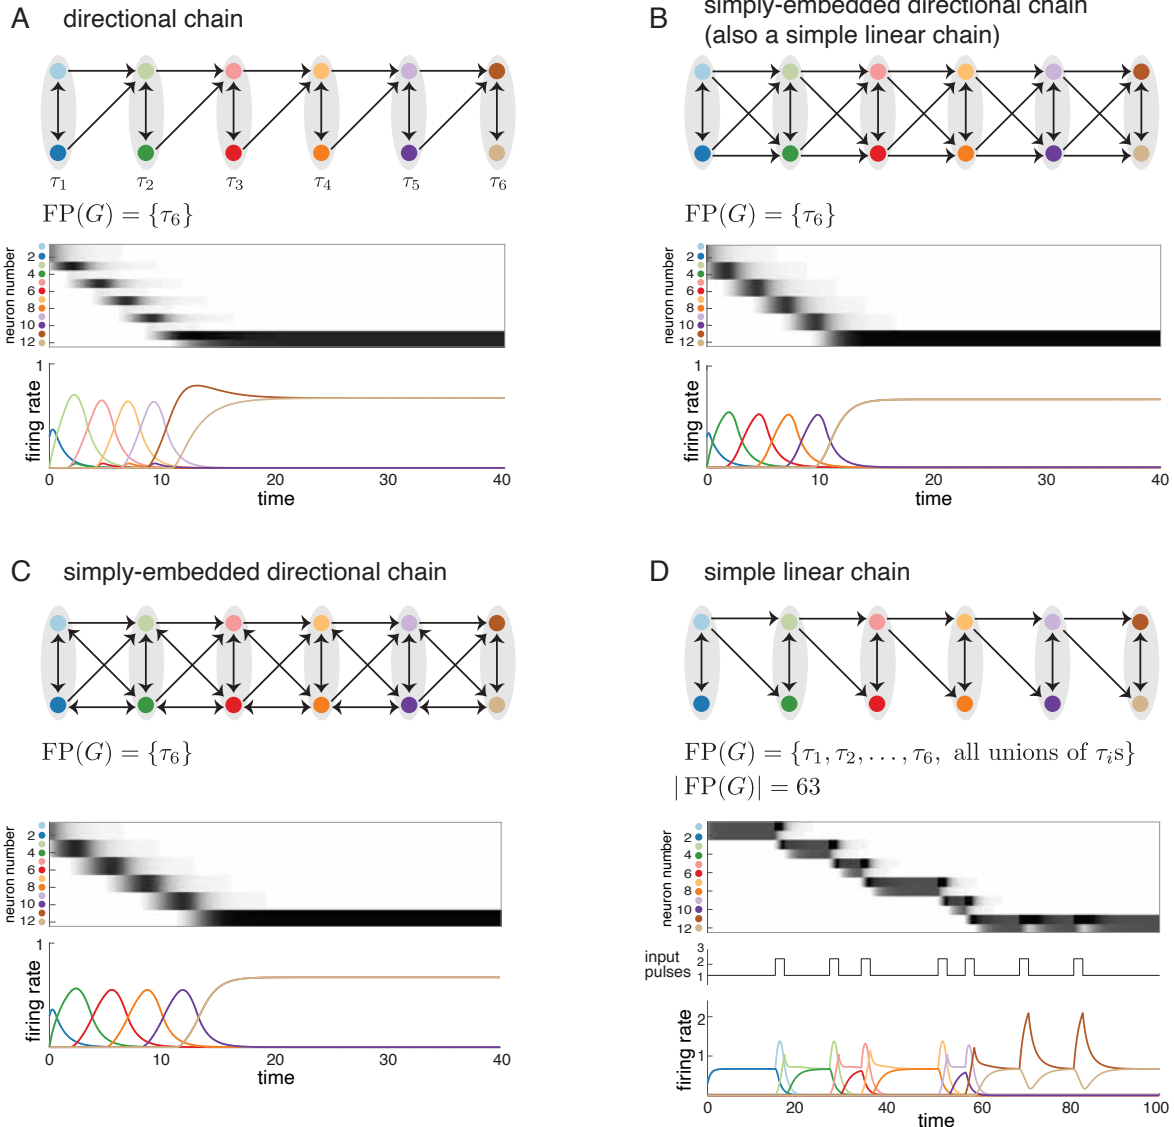 A directional chain
τ1 τ2 τ3 τ4 τ5 τ6
FP(G) = {τ6}
neuron number
2
4
6
8
10
12
1
firing rate
0 10 20 30 40
time
B simply-embedded directional chain
(also a simple linear chain)
FP(G) = {τ6}
neuron number
2
4
6
8
10
12
1
firing rate
0 10 20 30 40
time
C simply-embedded directional chain
FP(G) = {τ6}
neuron number
2
4
6
8
10
12
1
firing rate
0 10 20 30 40
time
D simple linear chain
FP(G) = {τ1, τ2, . . . , τ6, all unions of τis}
| FP(G)| = 63
neuron number
2
4
6
8
10
12
input
pulses
3
2
1
2
1
firing rate
0 20 40 60 80 100
time